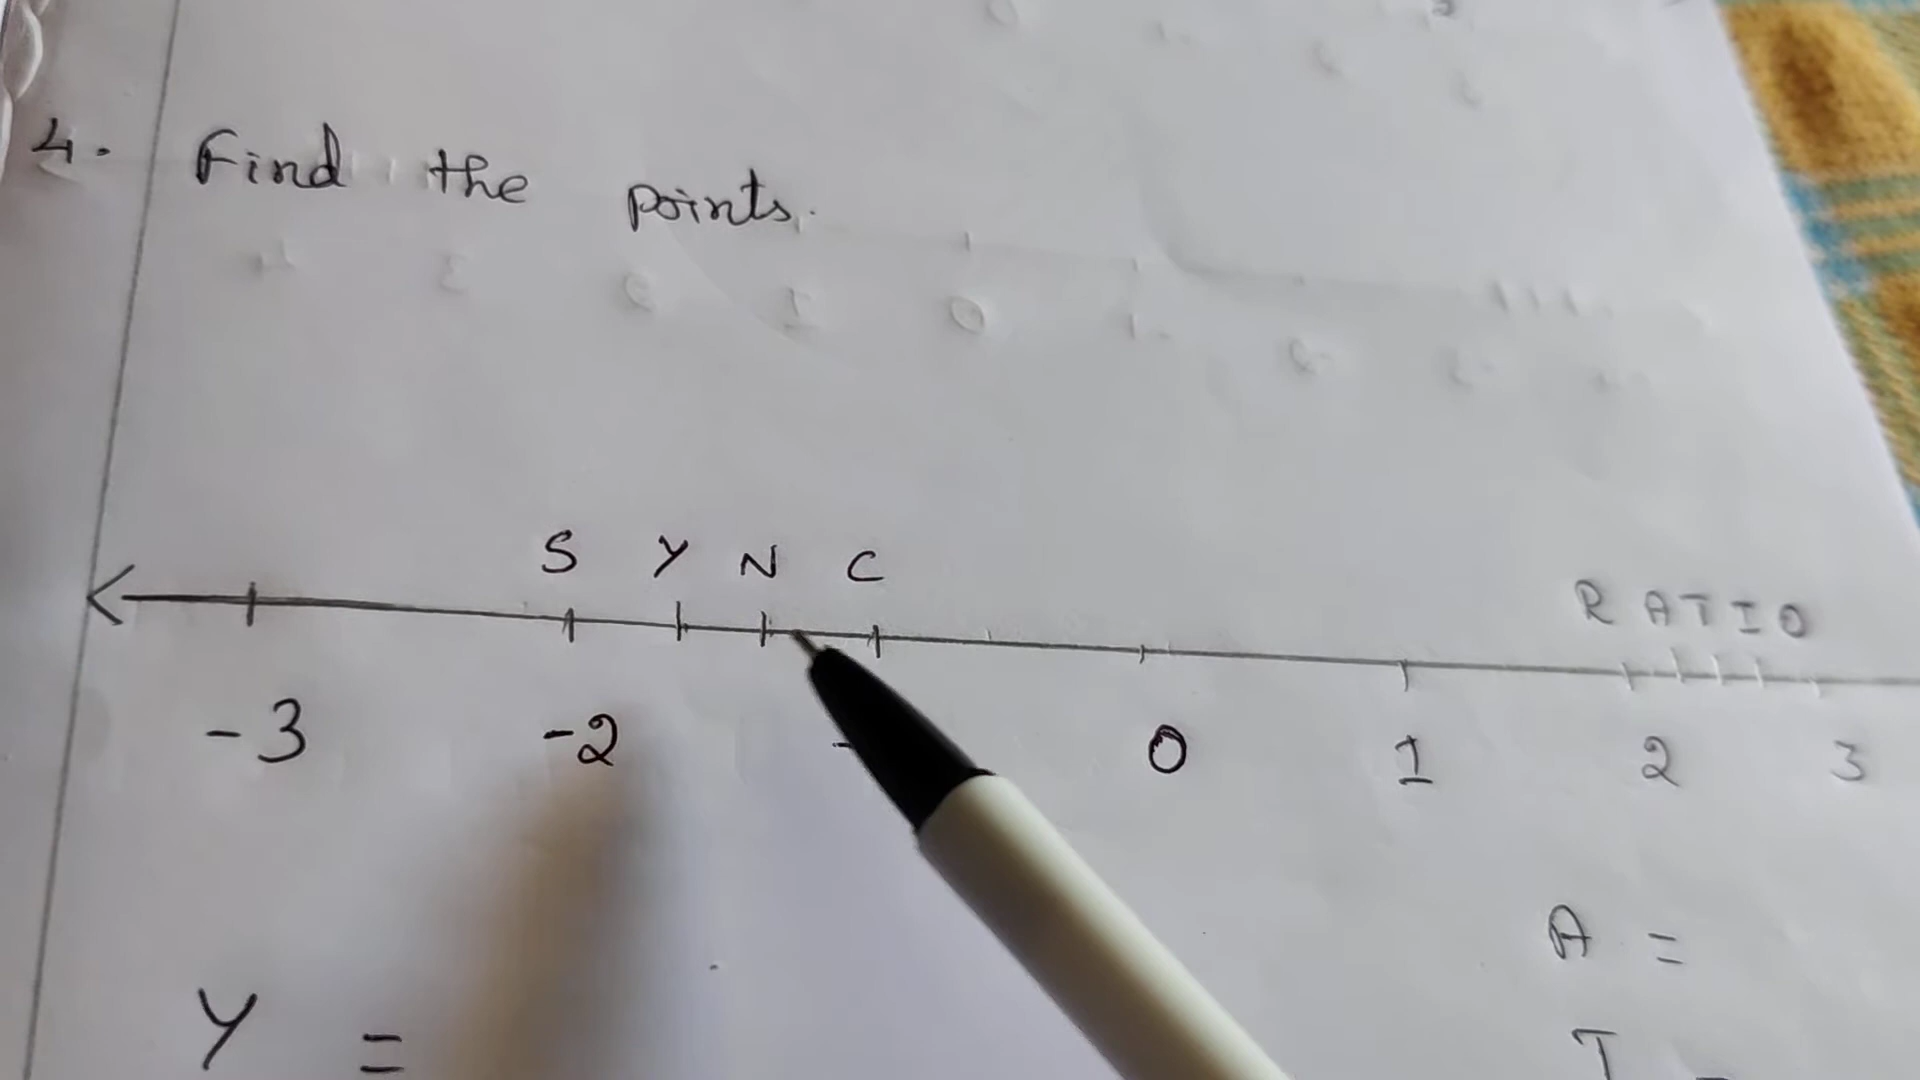 4. Find the points.
S Y N C
R A T I O
-3 -2 - 0 1 2 3
A =
Y =
T